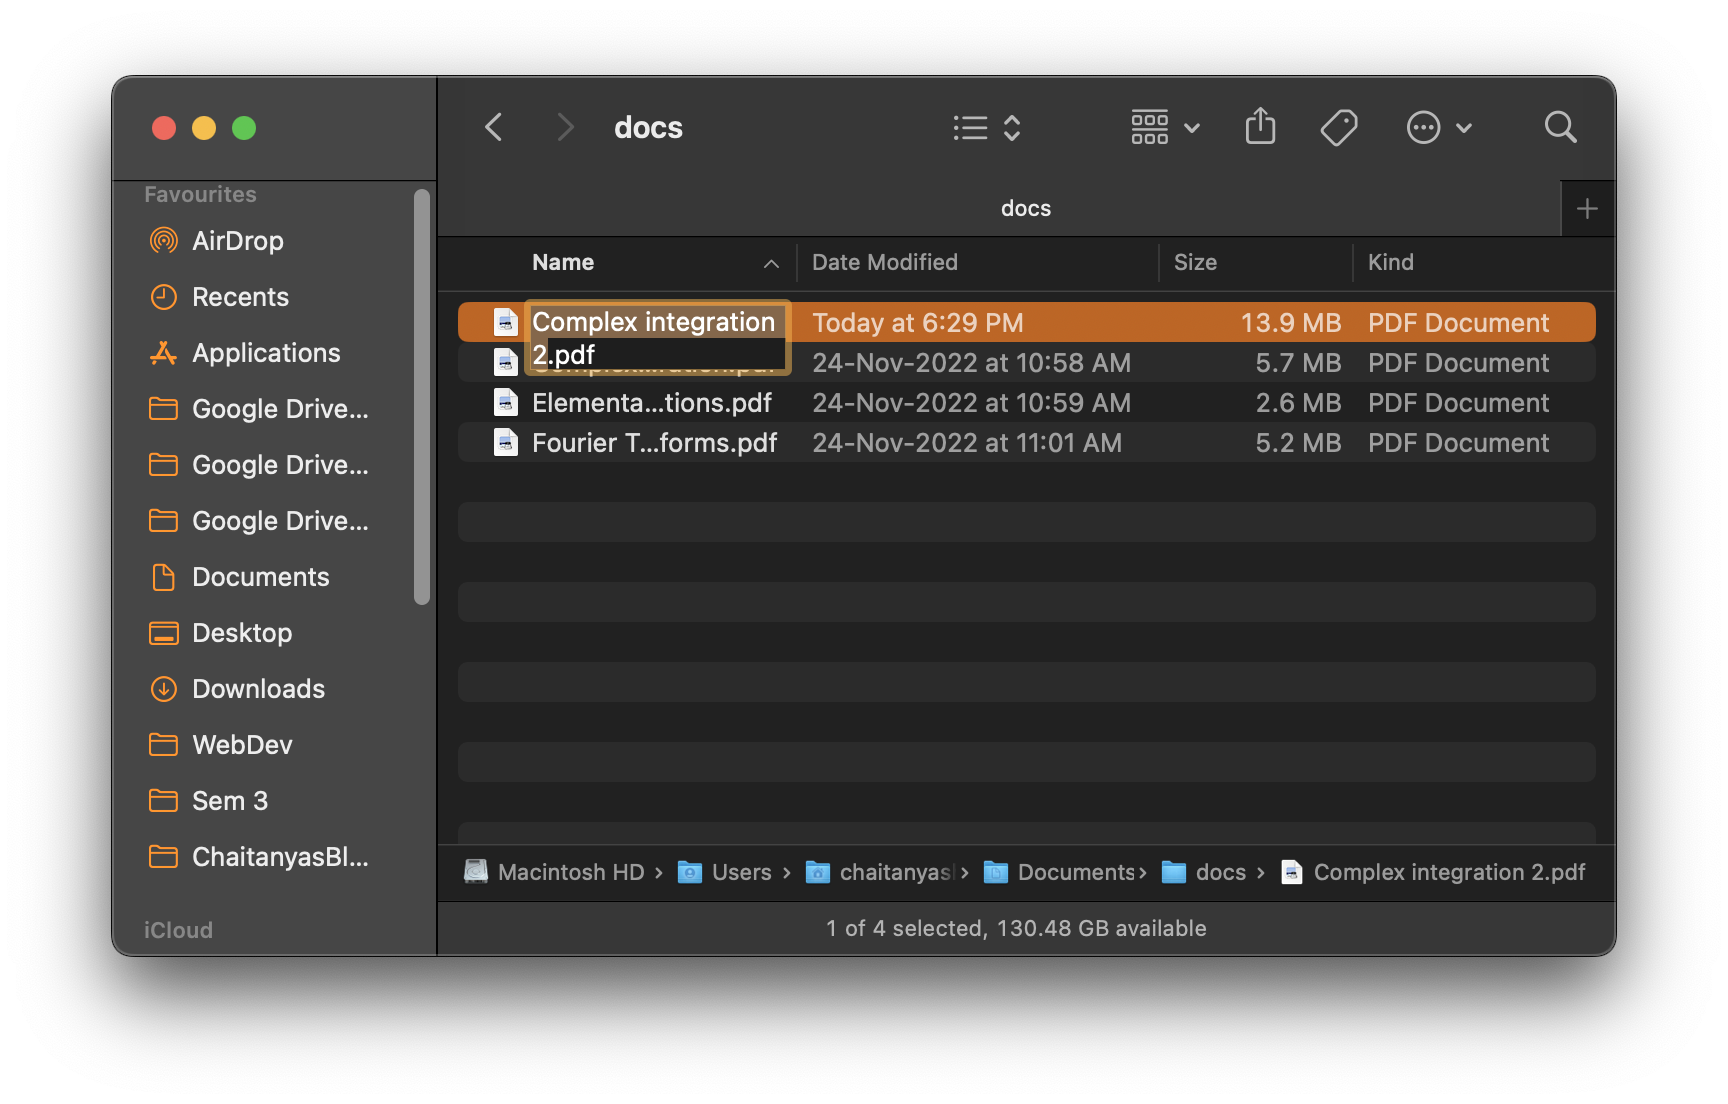 docs
docs
Favourites
AirDrop
Recents
Applications
Google Drive...
Google Drive...
Google Drive...
Documents
Desktop
Downloads
WebDev
Sem 3
ChaitanyasBl...
iCloud
Name Date Modified Size Kind
Complex integration 2.pdf Today at 6:29 PM 13.9 MB PDF Document
24-Nov-2022 at 10:58 AM 5.7 MB PDF Document
Elementa...tions.pdf 24-Nov-2022 at 10:59 AM 2.6 MB PDF Document
Fourier T...forms.pdf 24-Nov-2022 at 11:01 AM 5.2 MB PDF Document
Macintosh HD › Users › chaitanyas › Documents › docs › Complex integration 2.pdf
1 of 4 selected, 130.48 GB available